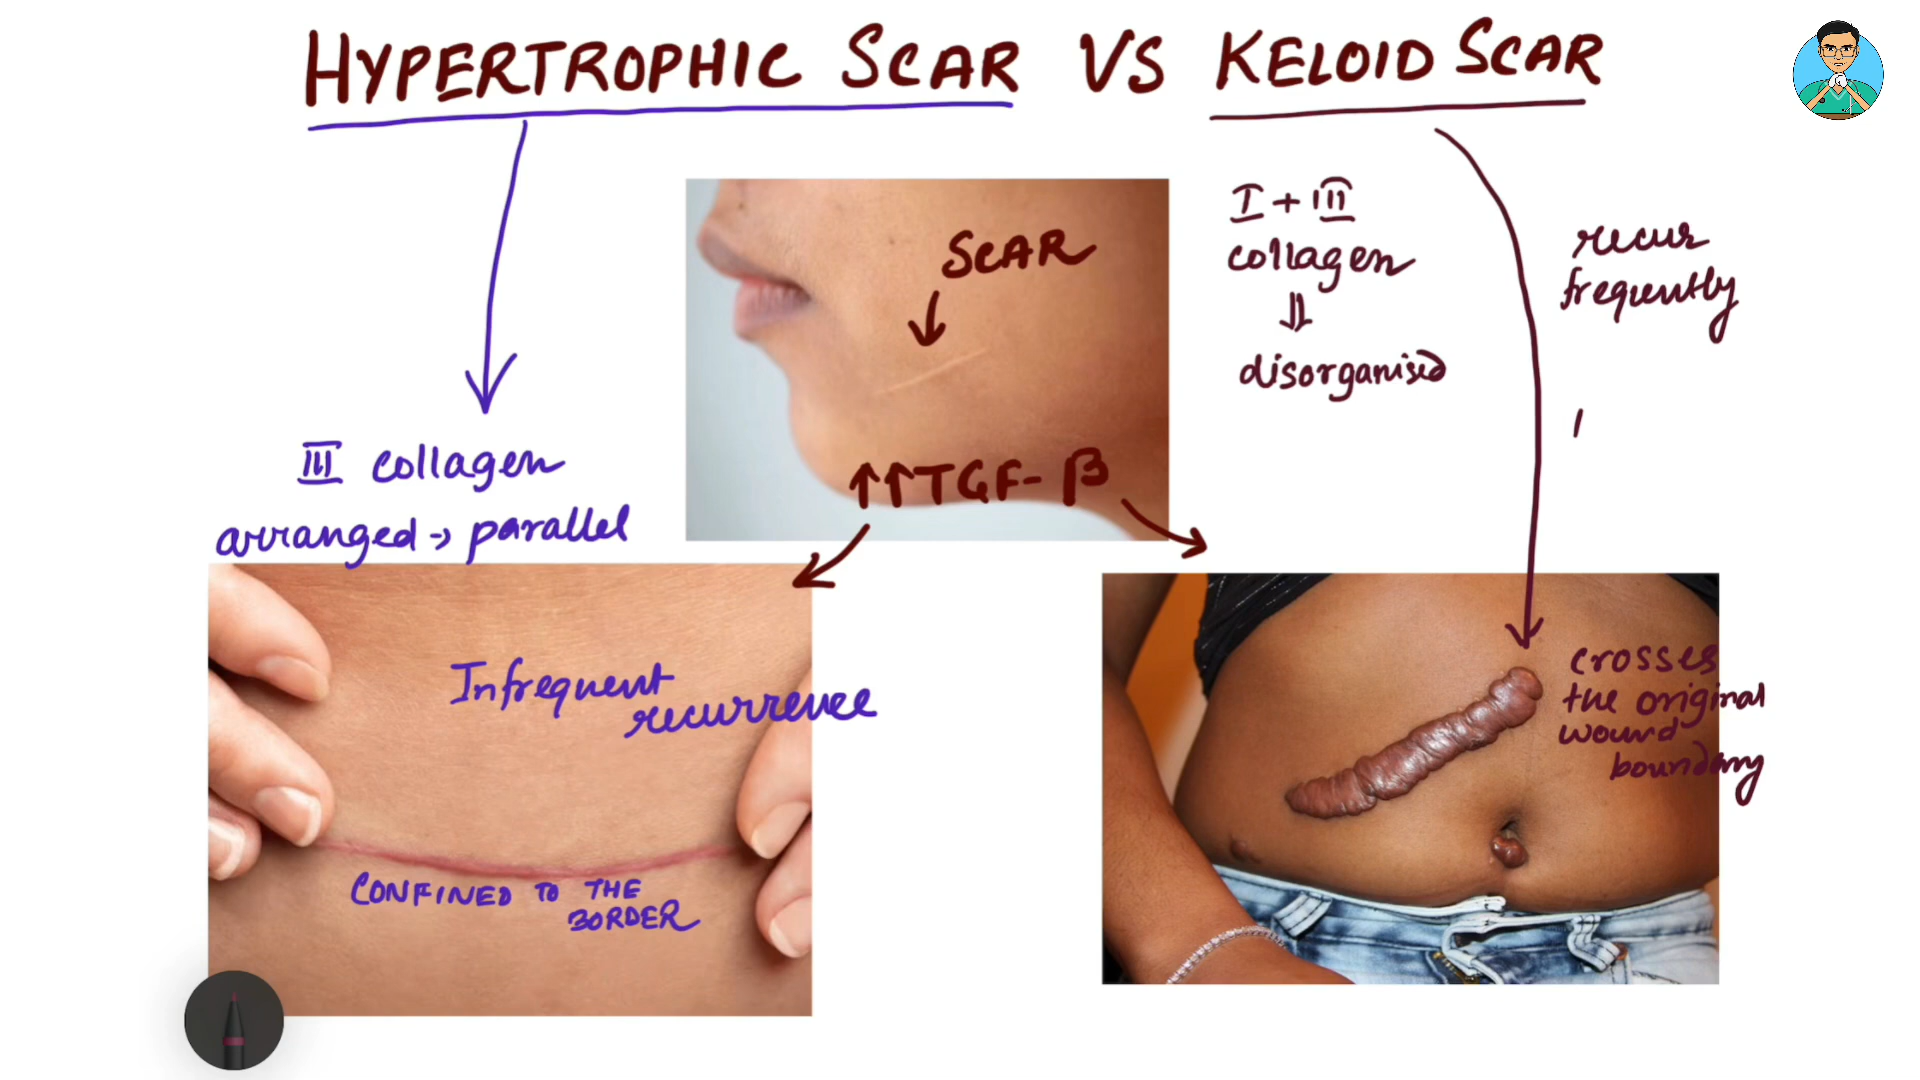 HYPERTROPHIC SCAR VS KELOID SCAR
SCAR
↑↑TGF-β
III collagen
arranged → parallel
Infrequent
recurrence
CONFINED TO THE
BORDER
I + III
collagen
⇓
disorganised
recur
frequently
crosses
the original
wound
boundary